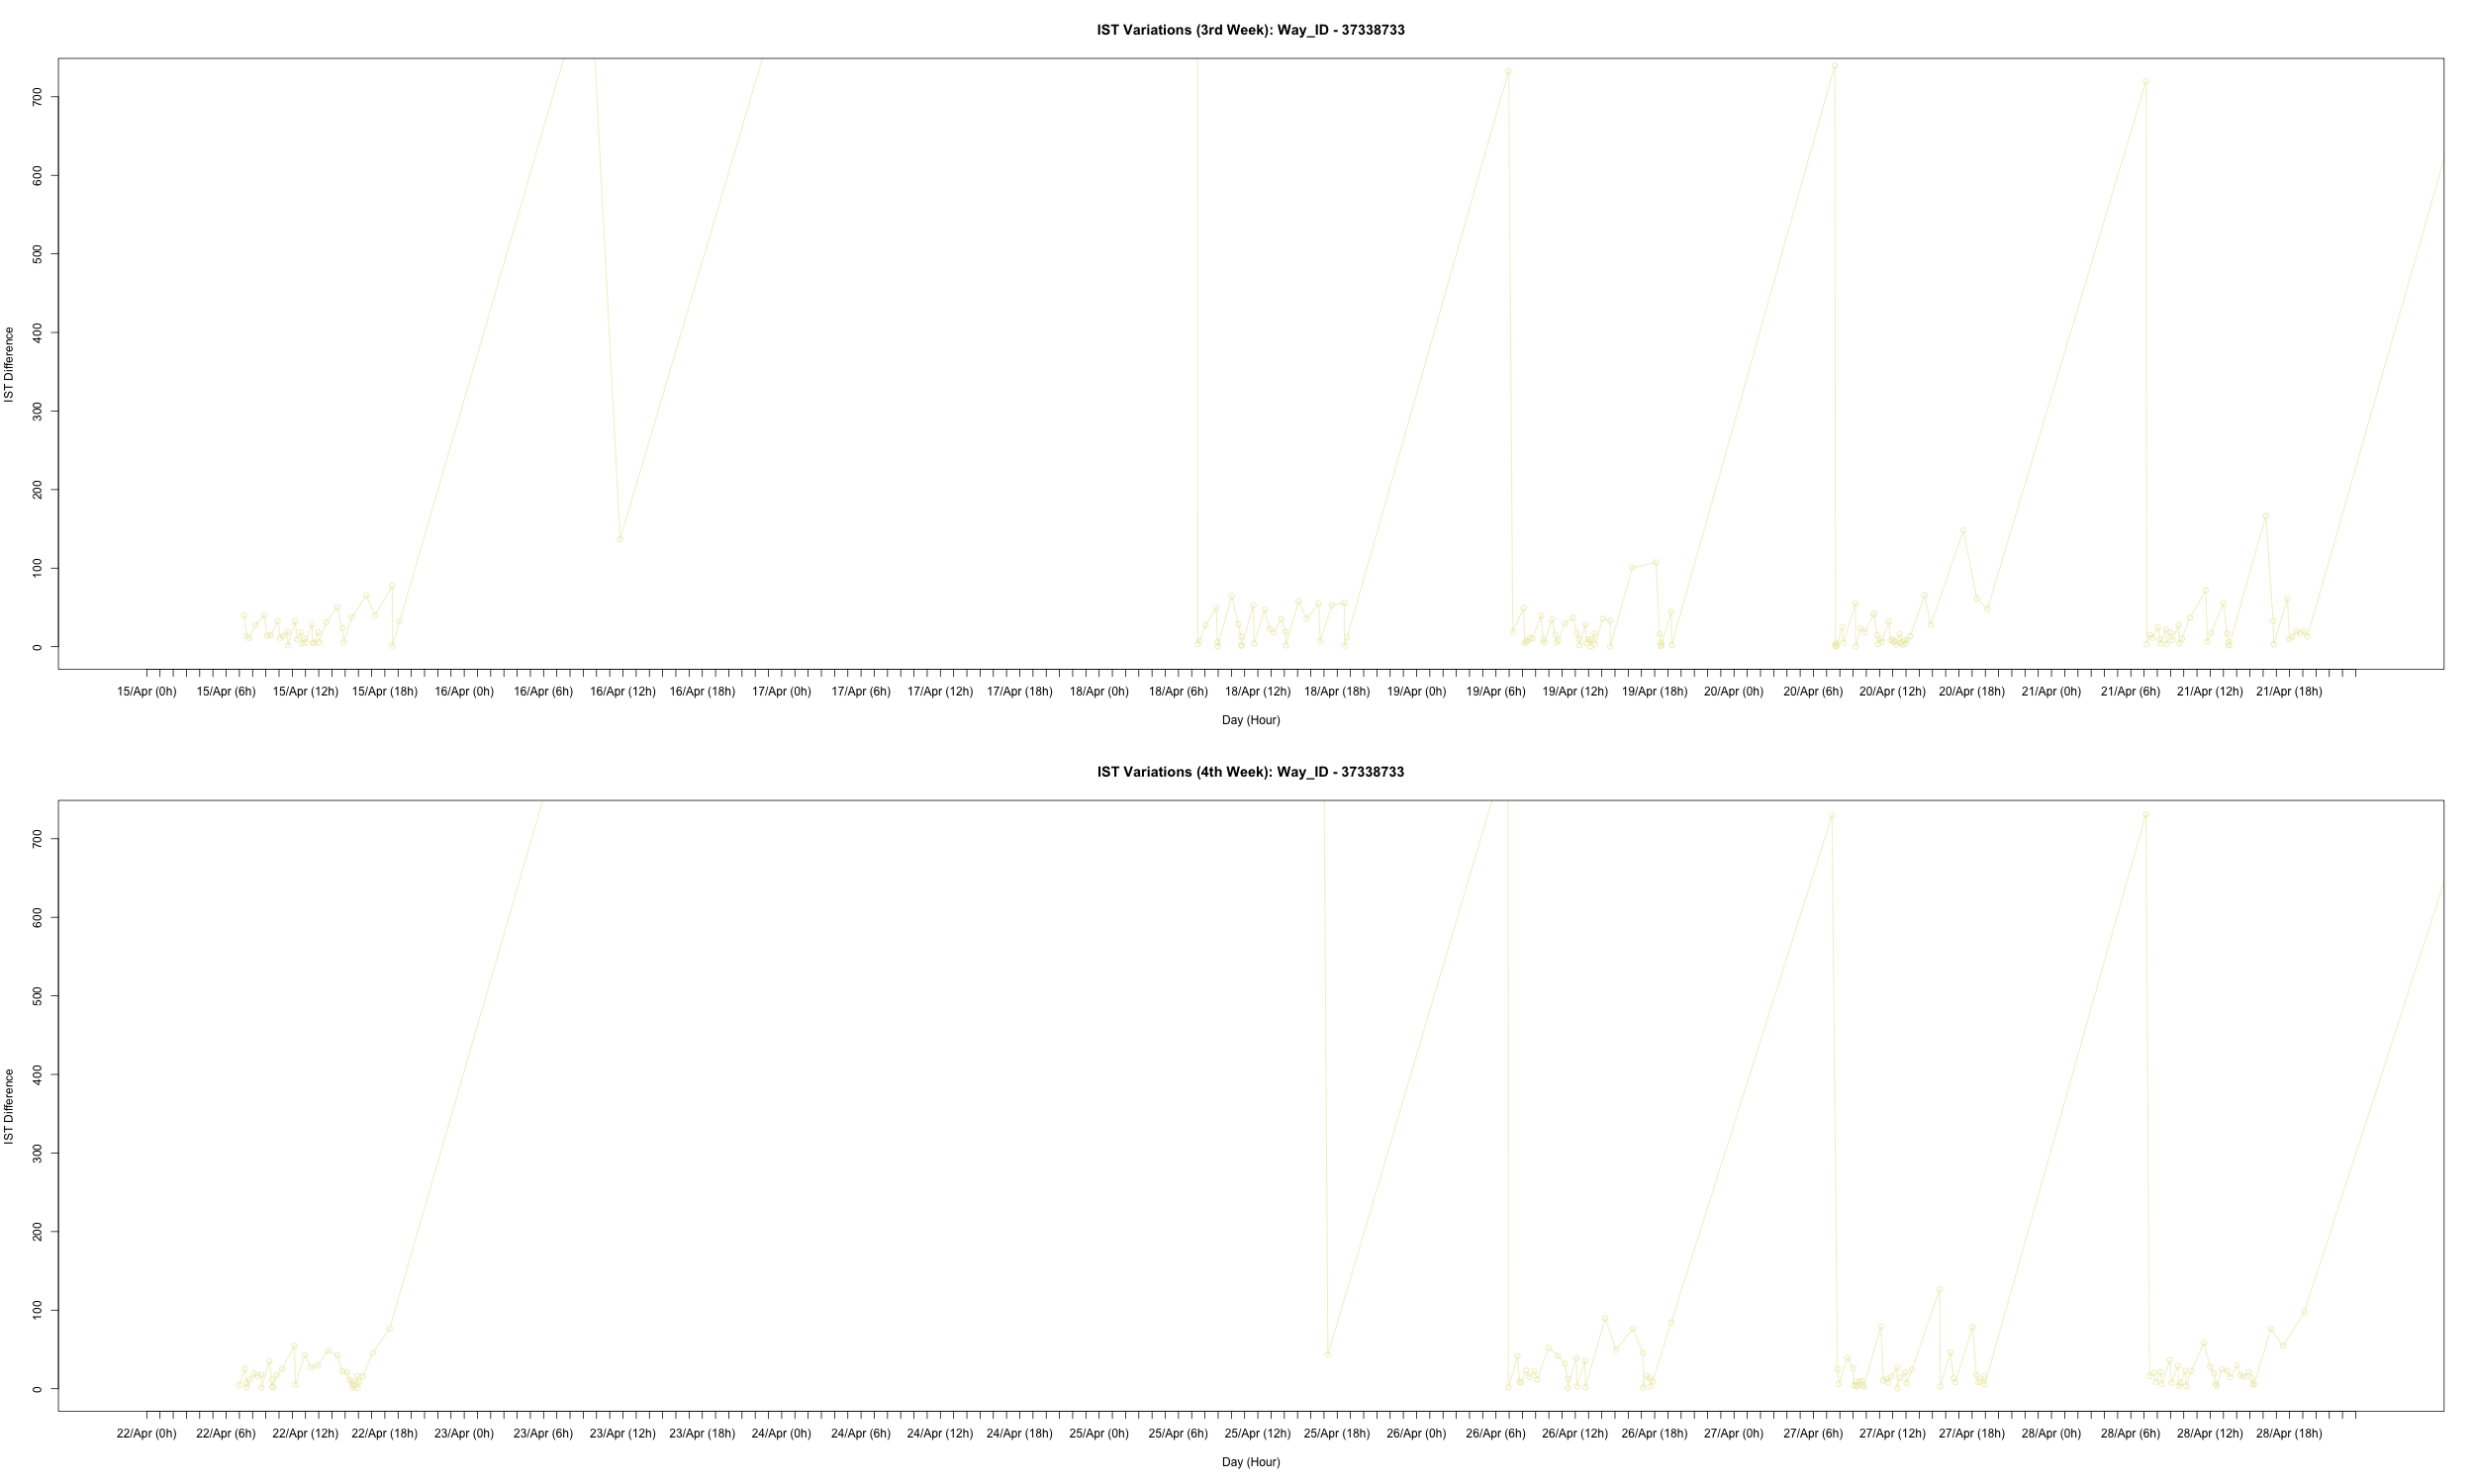 IST Variations (3rd Week): Way_ID - 37338733
700
600
500
400
300
200
100
0
IST Difference
15/Apr (0h) 15/Apr (6h) 15/Apr (12h) 15/Apr (18h) 16/Apr (0h) 16/Apr (6h) 16/Apr (12h) 16/Apr (18h) 17/Apr (0h) 17/Apr (6h) 17/Apr (12h) 17/Apr (18h) 18/Apr (0h) 18/Apr (6h) 18/Apr (12h) 18/Apr (18h) 19/Apr (0h) 19/Apr (6h) 19/Apr (12h) 19/Apr (18h) 20/Apr (0h) 20/Apr (6h) 20/Apr (12h) 20/Apr (18h) 21/Apr (0h) 21/Apr (6h) 21/Apr (12h) 21/Apr (18h)
Day (Hour)
IST Variations (4th Week): Way_ID - 37338733
700
600
500
400
300
200
100
0
IST Difference
22/Apr (0h) 22/Apr (6h) 22/Apr (12h) 22/Apr (18h) 23/Apr (0h) 23/Apr (6h) 23/Apr (12h) 23/Apr (18h) 24/Apr (0h) 24/Apr (6h) 24/Apr (12h) 24/Apr (18h) 25/Apr (0h) 25/Apr (6h) 25/Apr (12h) 25/Apr (18h) 26/Apr (0h) 26/Apr (6h) 26/Apr (12h) 26/Apr (18h) 27/Apr (0h) 27/Apr (6h) 27/Apr (12h) 27/Apr (18h) 28/Apr (0h) 28/Apr (6h) 28/Apr (12h) 28/Apr (18h)
Day (Hour)